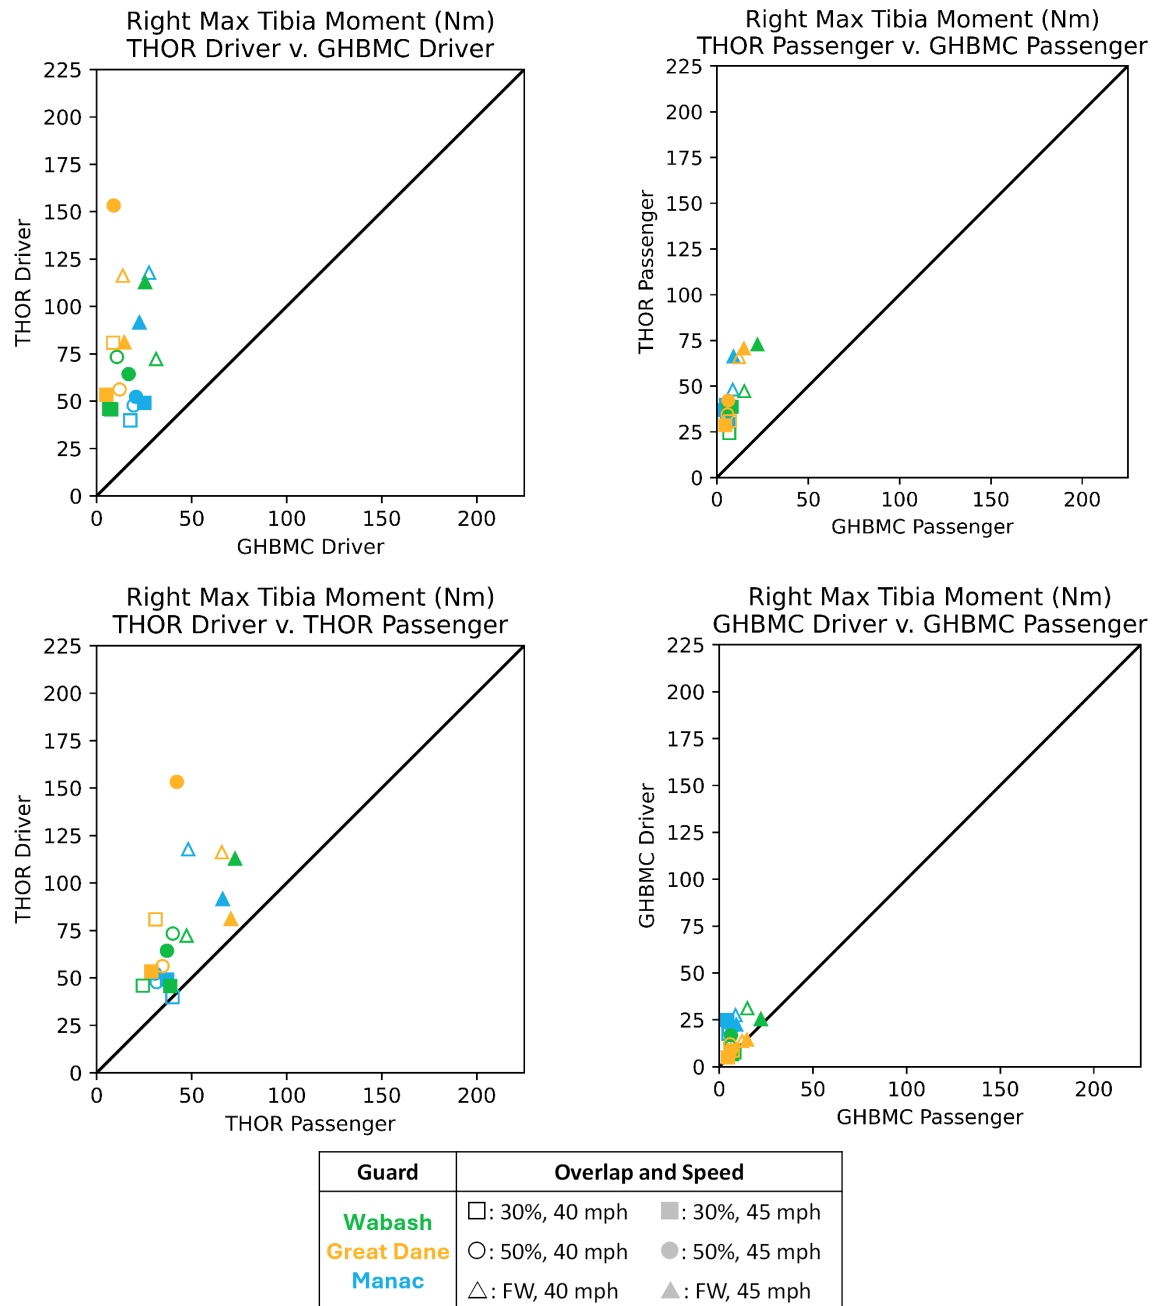 Right Max Tibia Moment (Nm)
THOR Driver v. GHBMC Driver
225
200
175
150
125
100
75
50
25
0
THOR Driver
0 50 100 150 200
GHBMC Driver
Right Max Tibia Moment (Nm)
THOR Passenger v. GHBMC Passenger
225
200
175
150
125
100
75
50
25
0
THOR Passenger
0 50 100 150 200
GHBMC Passenger
Right Max Tibia Moment (Nm)
THOR Driver v. THOR Passenger
225
200
175
150
125
100
75
50
25
0
THOR Driver
0 50 100 150 200
THOR Passenger
Right Max Tibia Moment (Nm)
GHBMC Driver v. GHBMC Passenger
225
200
175
150
125
100
75
50
25
0
GHBMC Driver
0 50 100 150 200
GHBMC Passenger
Guard Overlap and Speed
Wabash
Great Dane
Manac
: 30%, 40 mph : 30%, 45 mph
: 50%, 40 mph : 50%, 45 mph
: FW, 40 mph : FW, 45 mph